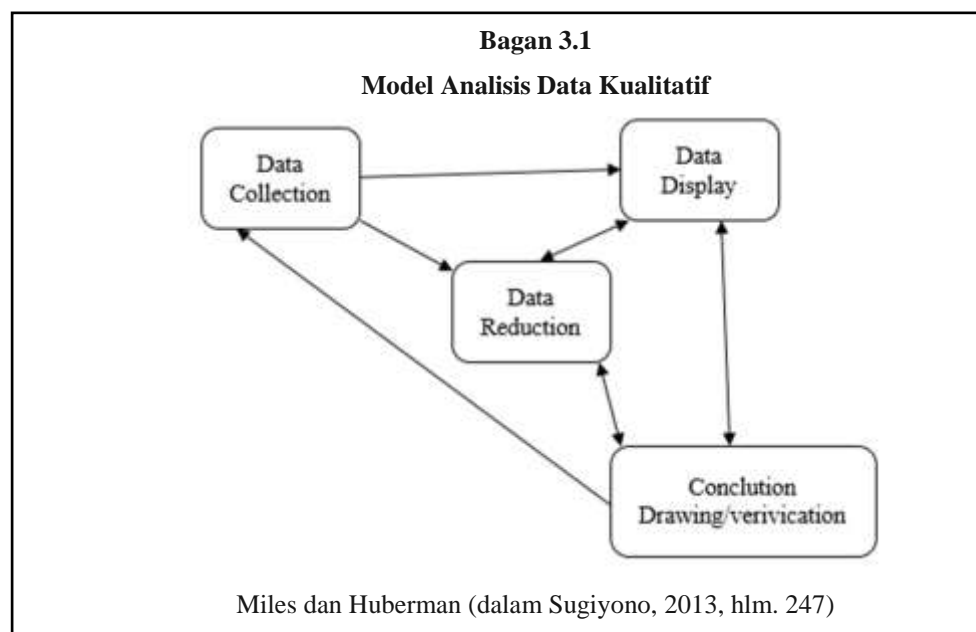 Bagan 3.1
Model Analisis Data Kualitatif
Data
Collection
Data
Display
Data
Reduction
Conclution
Drawing/verivication
Miles dan Huberman (dalam Sugiyono, 2013, hlm. 247)